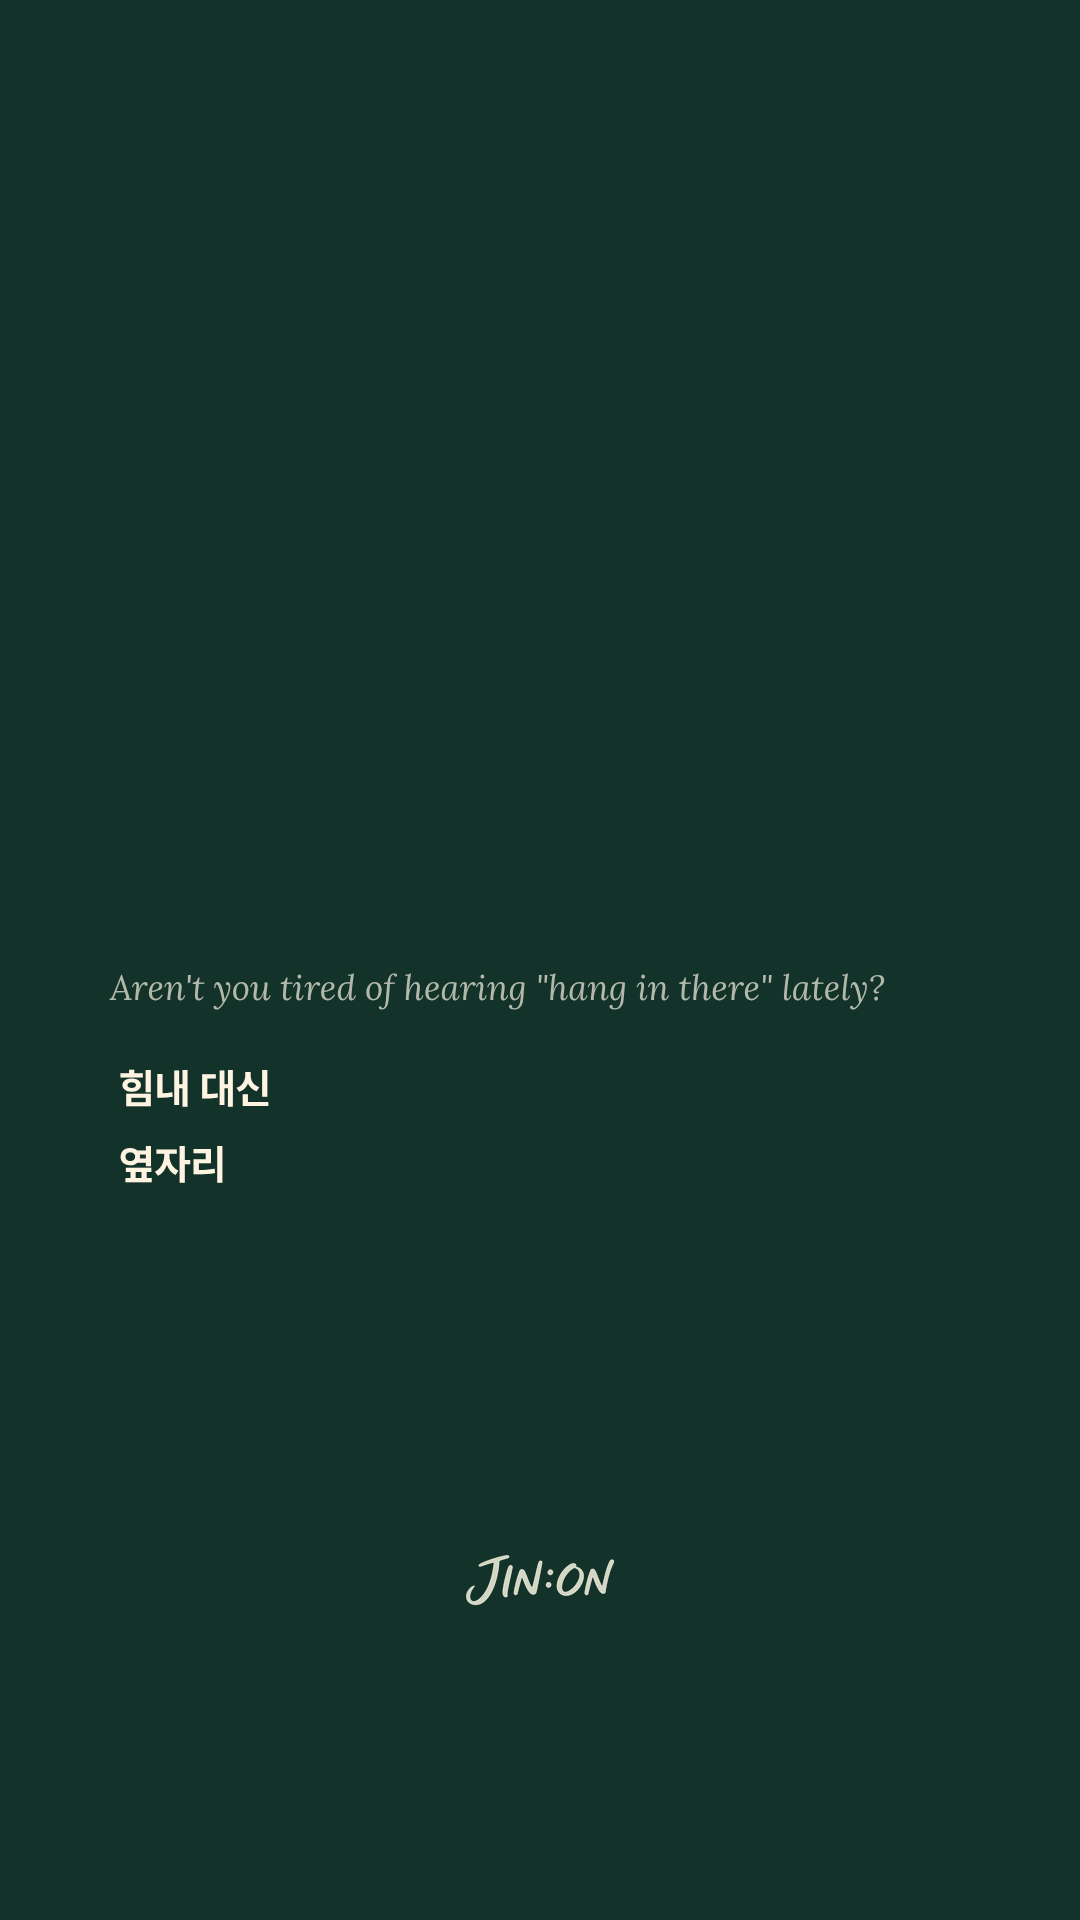 Aren't you tired of hearing "hang in there" lately?
힘내 대신
옆자리
JIN:ON